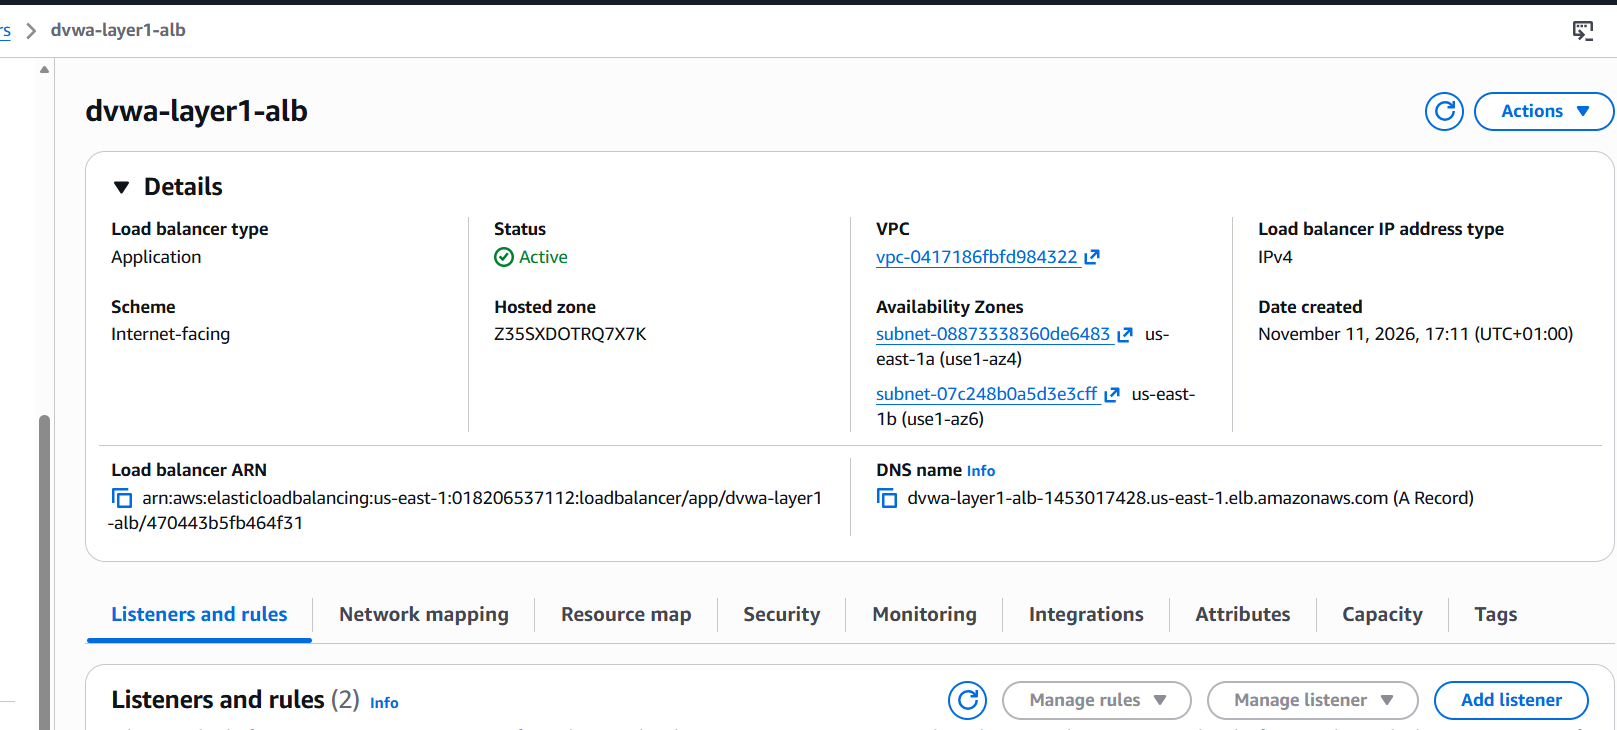 rs > dvwa-layer1-alb
dvwa-layer1-alb
Actions
Details
Load balancer type
Application
Scheme
Internet-facing
Status
Active
Hosted zone
Z35SXDOTRQ7X7K
VPC
vpc-0417186fbfd984322
Availability Zones
subnet-08873338360de6483 us-
east-1a (use1-az4)
subnet-07c248b0a5d3e3cff us-east-
1b (use1-az6)
Load balancer IP address type
IPv4
Date created
November 11, 2026, 17:11 (UTC+01:00)
Load balancer ARN
arn:aws:elasticloadbalancing:us-east-1:018206537112:loadbalancer/app/dvwa-layer1
-alb/470443b5fb464f31
DNS name Info
dvwa-layer1-alb-1453017428.us-east-1.elb.amazonaws.com (A Record)
Listeners and rules
Network mapping
Resource map
Security
Monitoring
Integrations
Attributes
Capacity
Tags
Listeners and rules (2) Info
Manage rules
Manage listener
Add listener